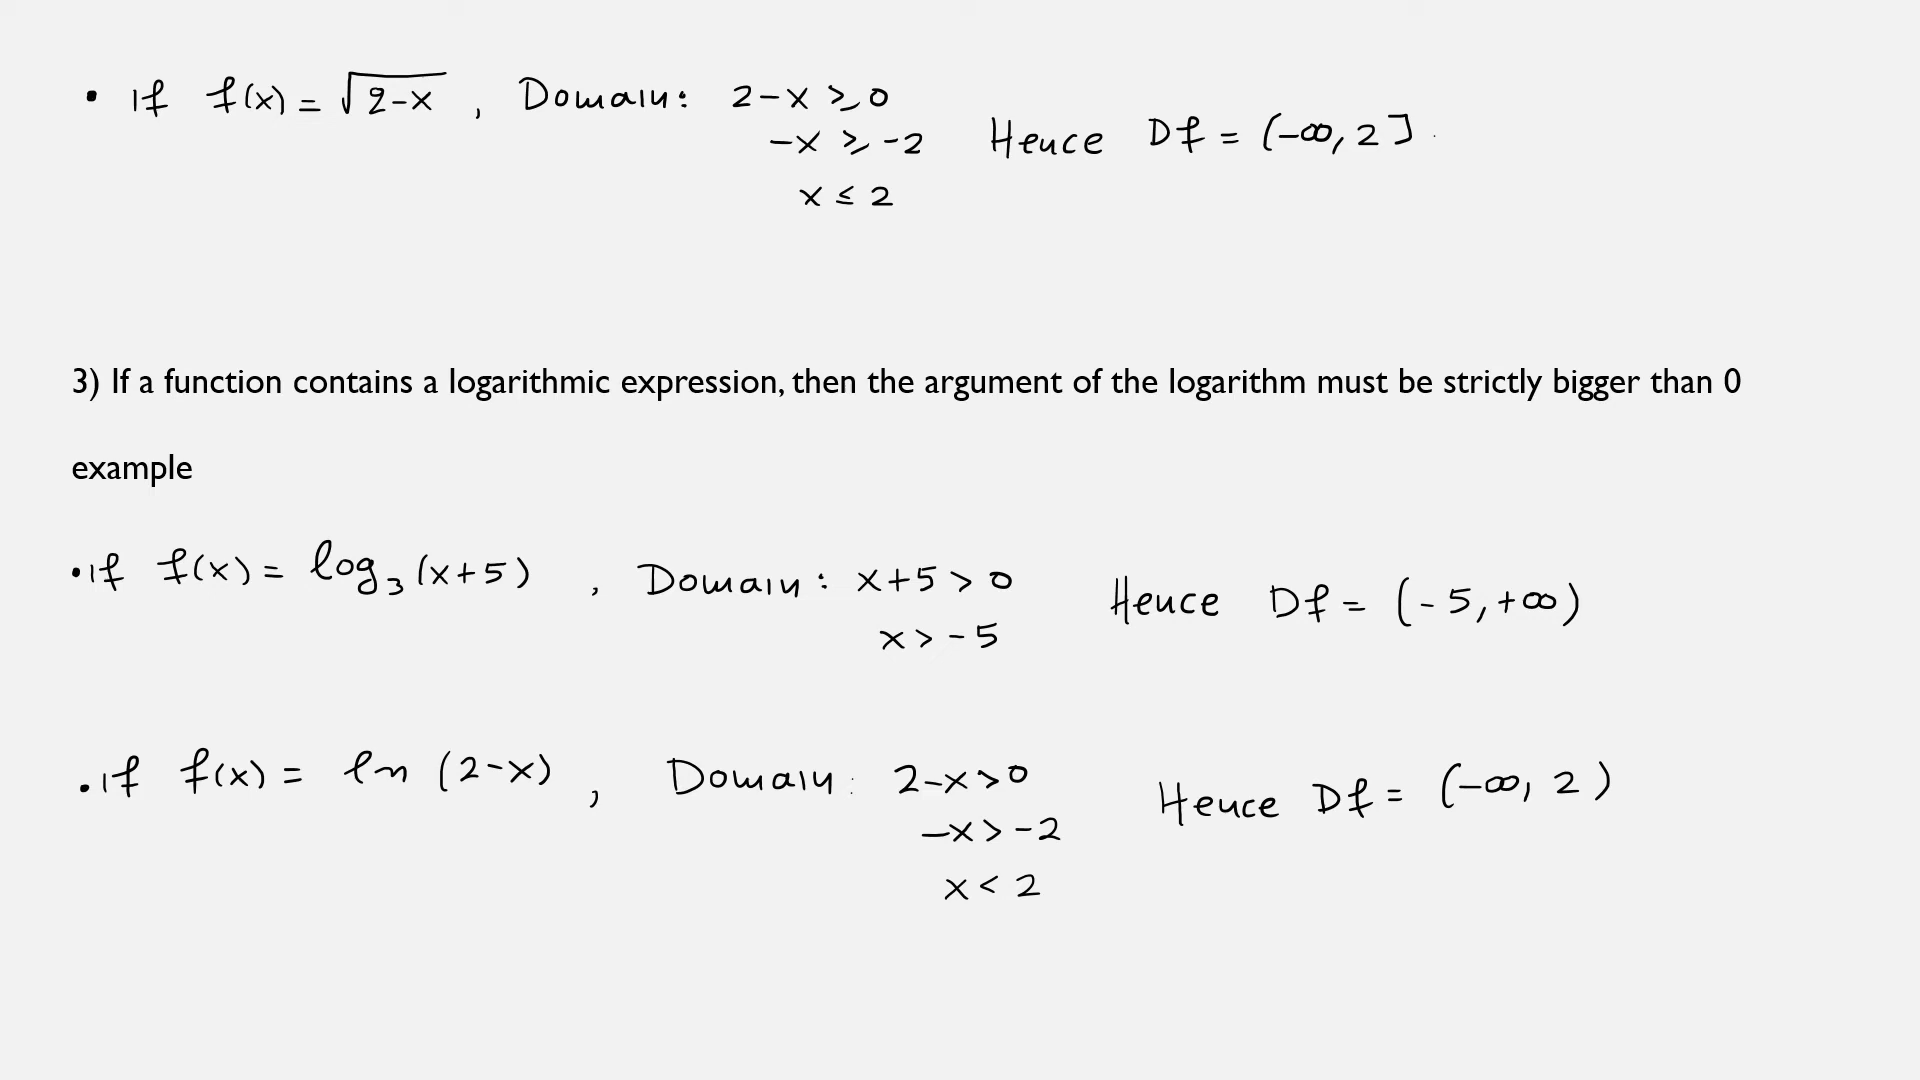 • If f(x) = √(2-x) , Domain: 2-x ≥ 0
-x ≥ -2 Hence Df = (-∞, 2] .
x ≤ 2
3) If a function contains a logarithmic expression, then the argument of the logarithm must be strictly bigger than 0
example
• If f(x) = log₃ (x+5) , Domain: x+5 > 0 Hence Df = (-5, +∞)
x > -5
• If f(x) = ln (2-x) , Domain: 2-x > 0 Hence Df = (-∞, 2)
-x > -2
x < 2